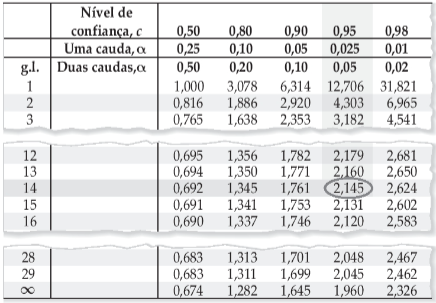 Nível de
confiança, c 0,50 0,80 0,90 0,95 0,98
Uma cauda, α 0,25 0,10 0,05 0,025 0,01
g.l. Duas caudas,α 0,50 0,20 0,10 0,05 0,02
1 1,000 3,078 6,314 12,706 31,821
2 0,816 1,886 2,920 4,303 6,965
3 0,765 1,638 2,353 3,182 4,541
12 0,695 1,356 1,782 2,179 2,681
13 0,694 1,350 1,771 2,160 2,650
14 0,692 1,345 1,761 2,145 2,624
15 0,691 1,341 1,753 2,131 2,602
16 0,690 1,337 1,746 2,120 2,583
28 0,683 1,313 1,701 2,048 2,467
29 0,683 1,311 1,699 2,045 2,462
∞ 0,674 1,282 1,645 1,960 2,326